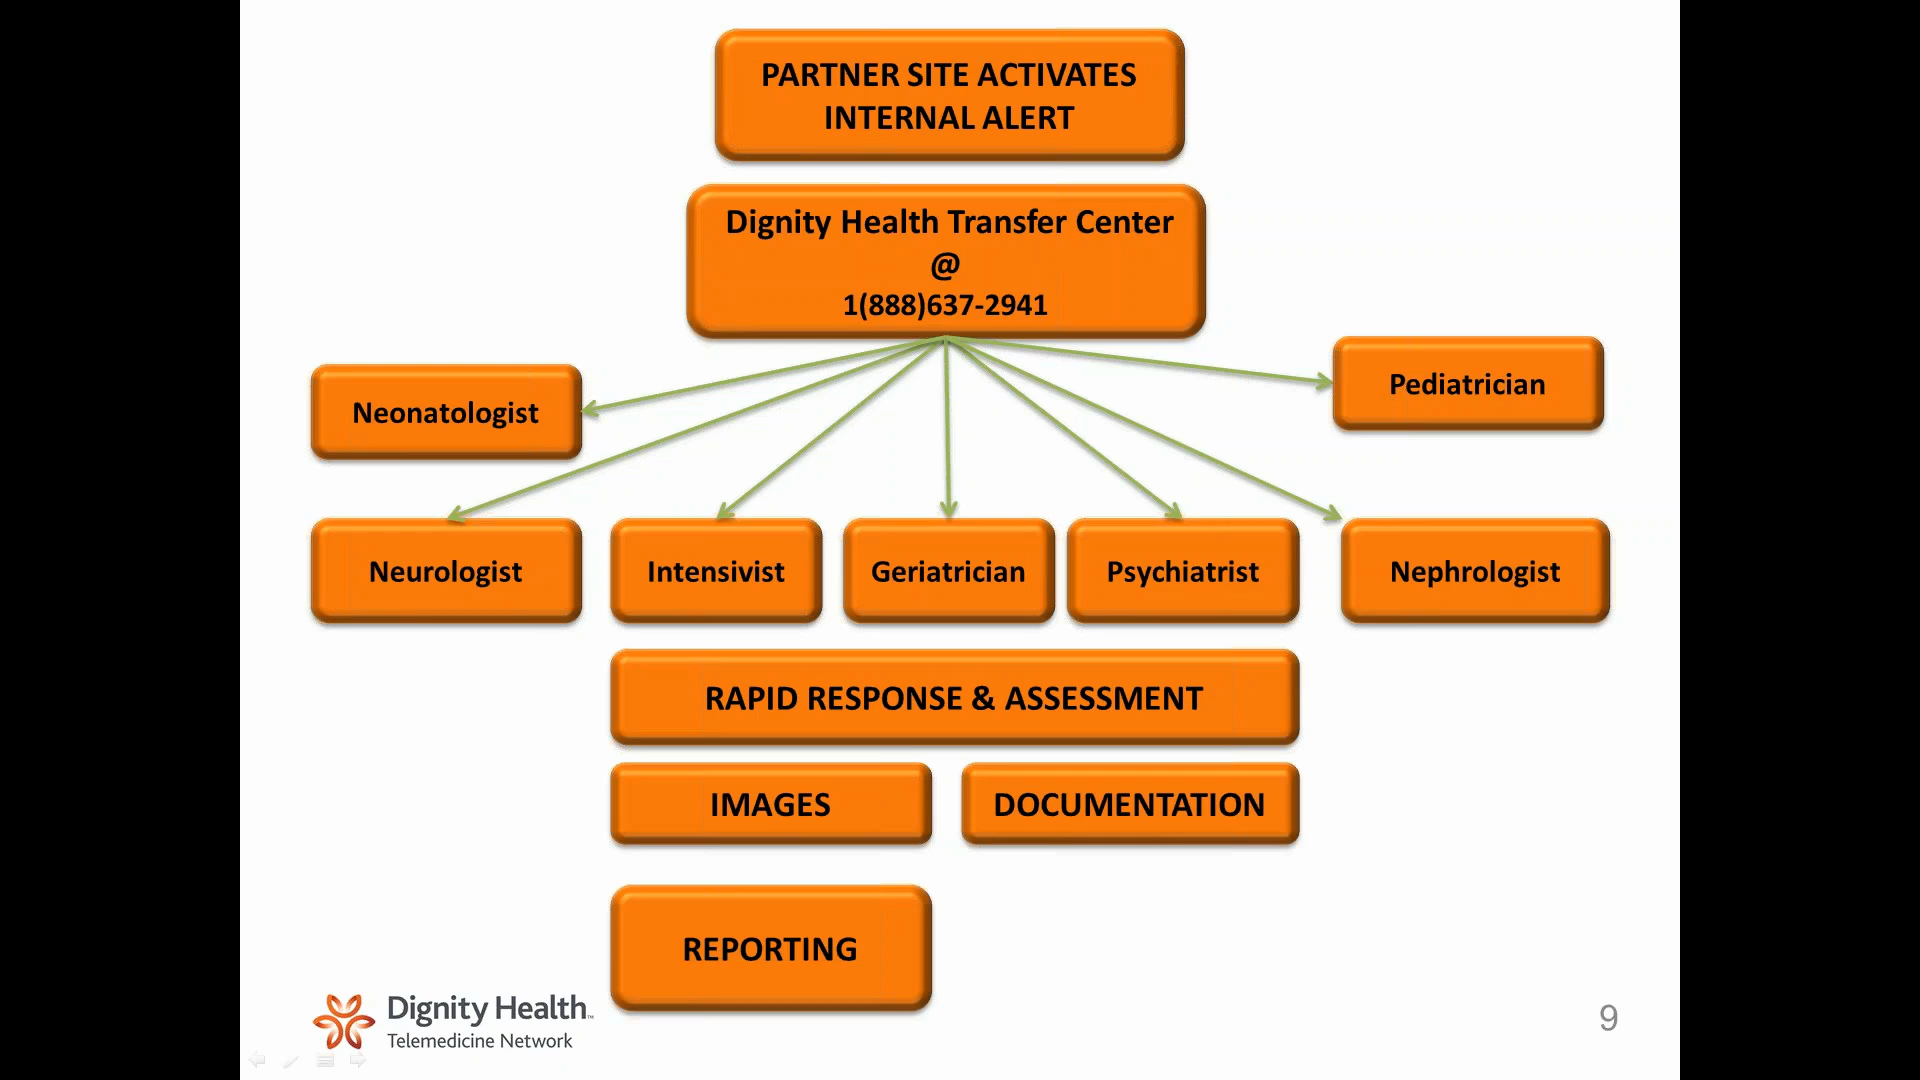 PARTNER SITE ACTIVATES
INTERNAL ALERT
Dignity Health Transfer Center
@
1(888)637-2941
Pediatrician
Neonatologist
Neurologist
Intensivist
Geriatrician
Psychiatrist
Nephrologist
RAPID RESPONSE & ASSESSMENT
IMAGES
DOCUMENTATION
REPORTING
Dignity Health™
Telemedicine Network
9